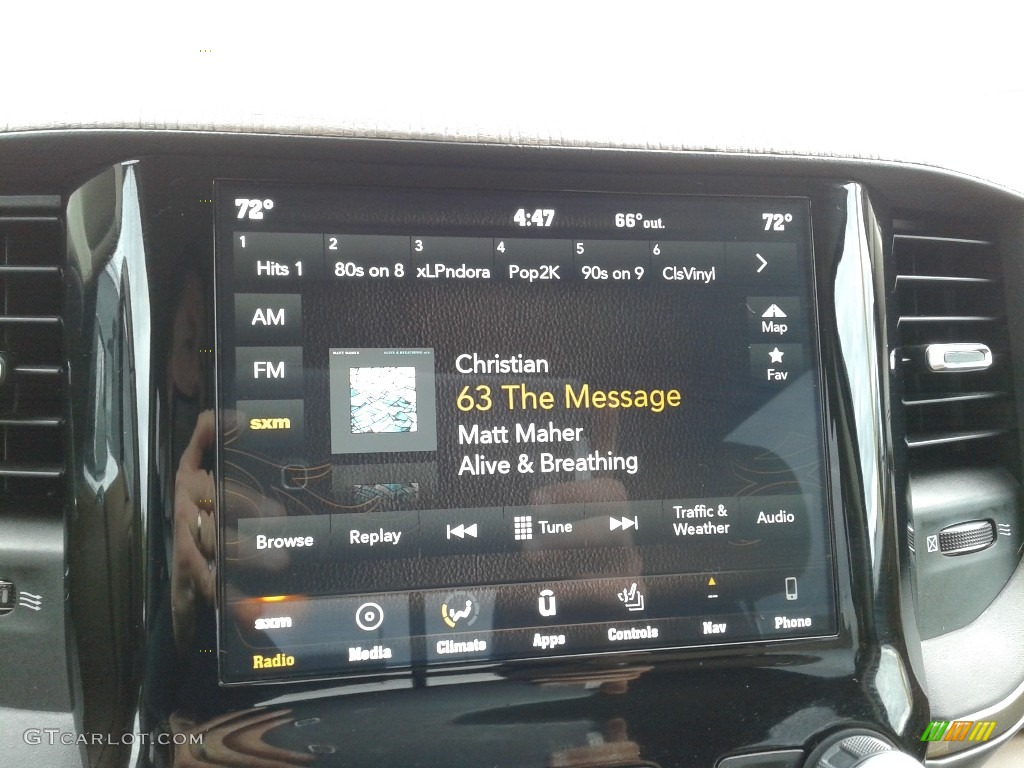 72° 4:47 66°out. 72°
1 2 3 4 5 6
Hits 1 80s on 8 xLPndora Pop2K 90s on 9 ClsVinyl
AM
Map
FM
Fav
sxm
MATT MAHER
Christian
63 The Message
Matt Maher
Alive & Breathing
Browse Replay Tune Traffic & Weather Audio
sxm
Radio Media Climate Apps Controls Nav Phone
GTCARLOT.COM